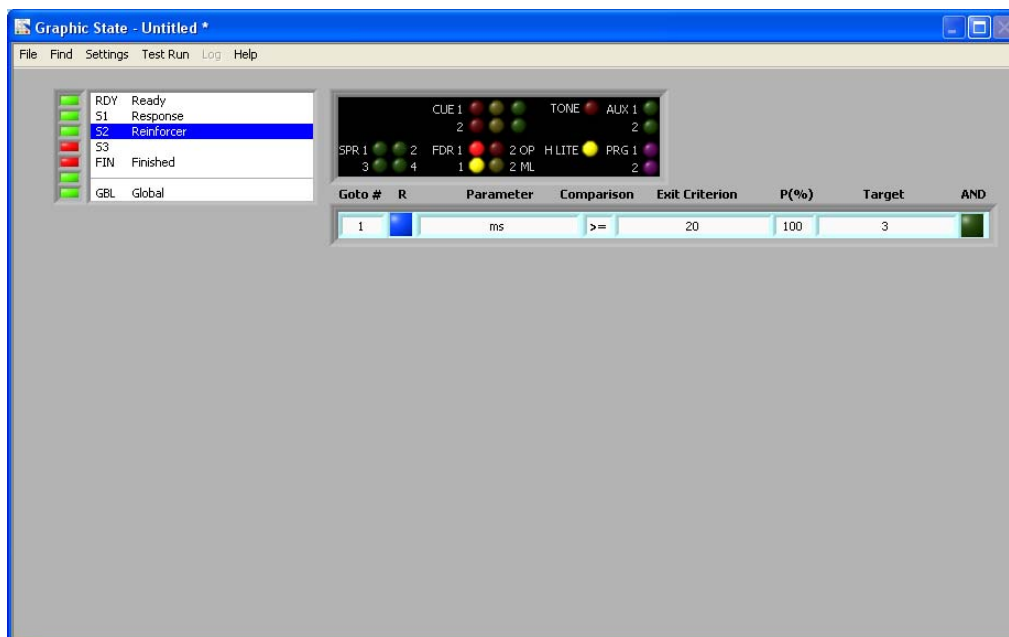 Graphic State - Untitled *
File Find Settings Test Run Log Help
RDY Ready
S1 Response
S2 Reinforcer
S3
FIN Finished
GBL Global
CUE 1 TONE AUX 1
2 2
SPR 1 2 FDR 1 2 OP H LITE PRG 1
3 4 1 2 ML 2
Goto # R Parameter Comparison Exit Criterion P(%) Target AND
1 ms >= 20 100 3